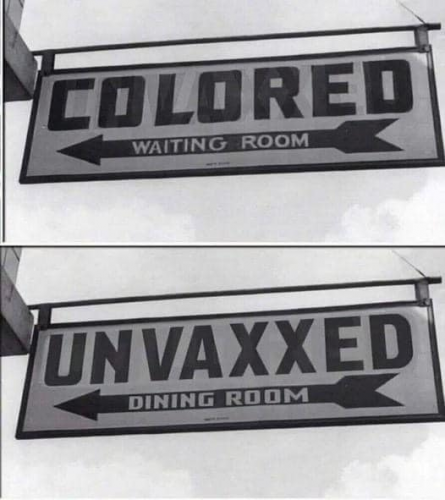 COLORED
WAITING ROOM
UNVAXXED
DINING ROOM